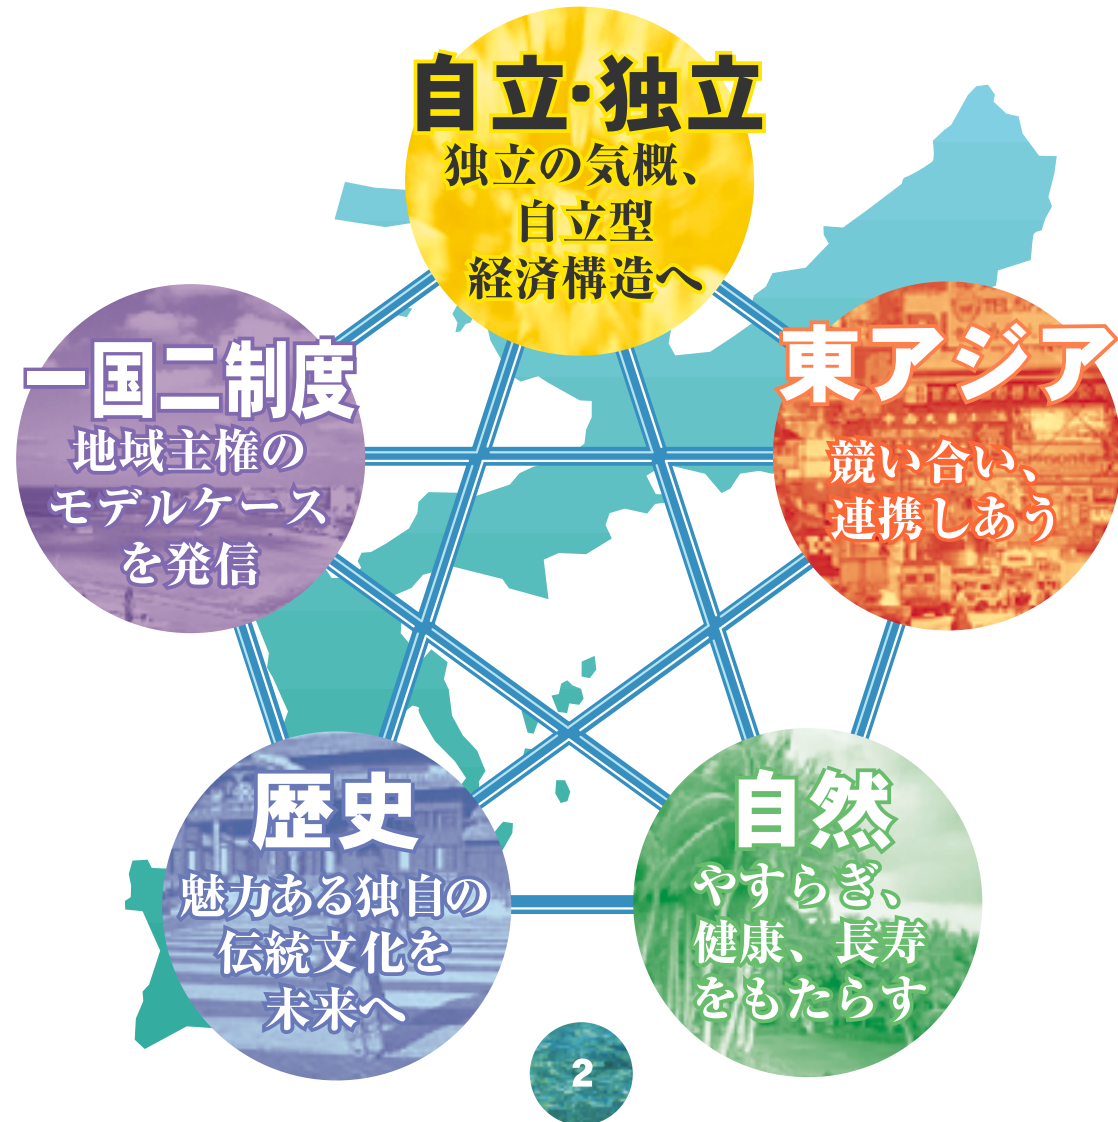 自立・独立
独立の気概、
自立型
経済構造へ
一国二制度
地域主権の
モデルケース
を発信
東アジア
競い合い、
連携しあう
歴史
魅力ある独自の
伝統文化を
未来へ
自然
やすらぎ、
健康、長寿
をもたらす
2